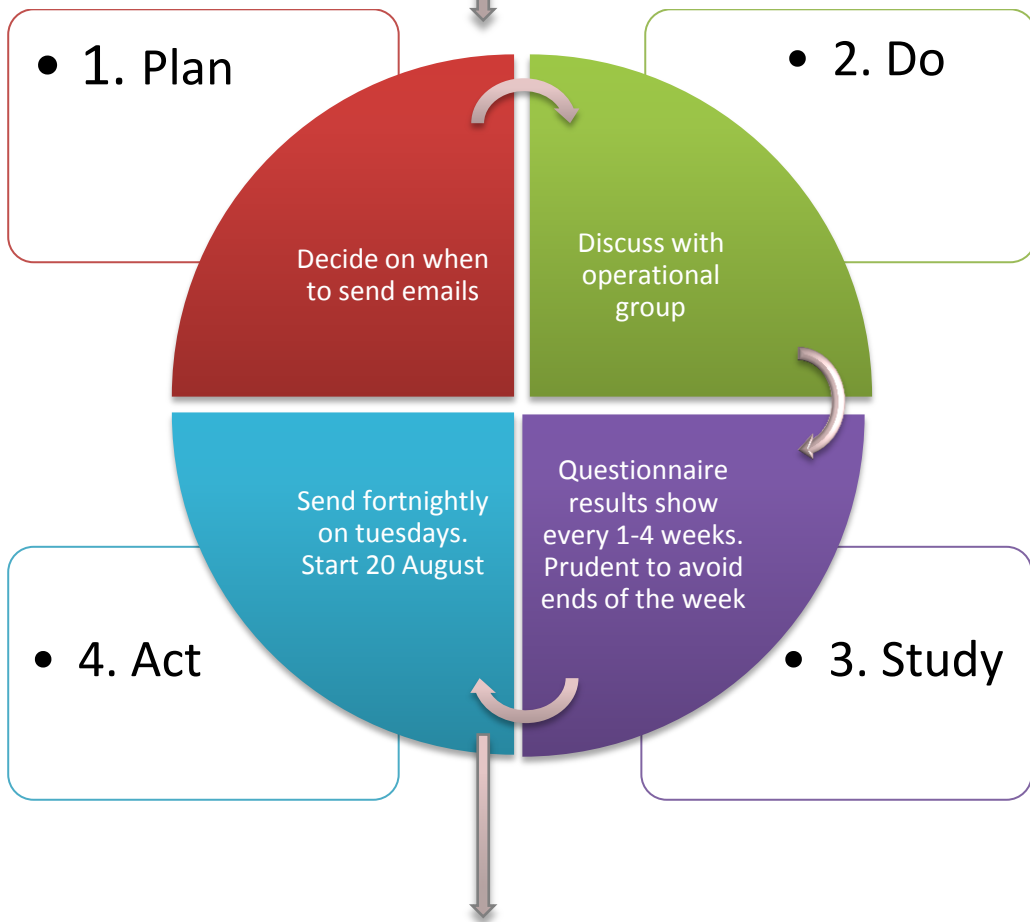 • 1. Plan
Decide on when
to send emails
• 2. Do
Discuss with
operational
group
• 3. Study
Questionnaire
results show
every 1-4 weeks.
Prudent to avoid
ends of the week
• 4. Act
Send fortnightly
on tuesdays.
Start 20 August